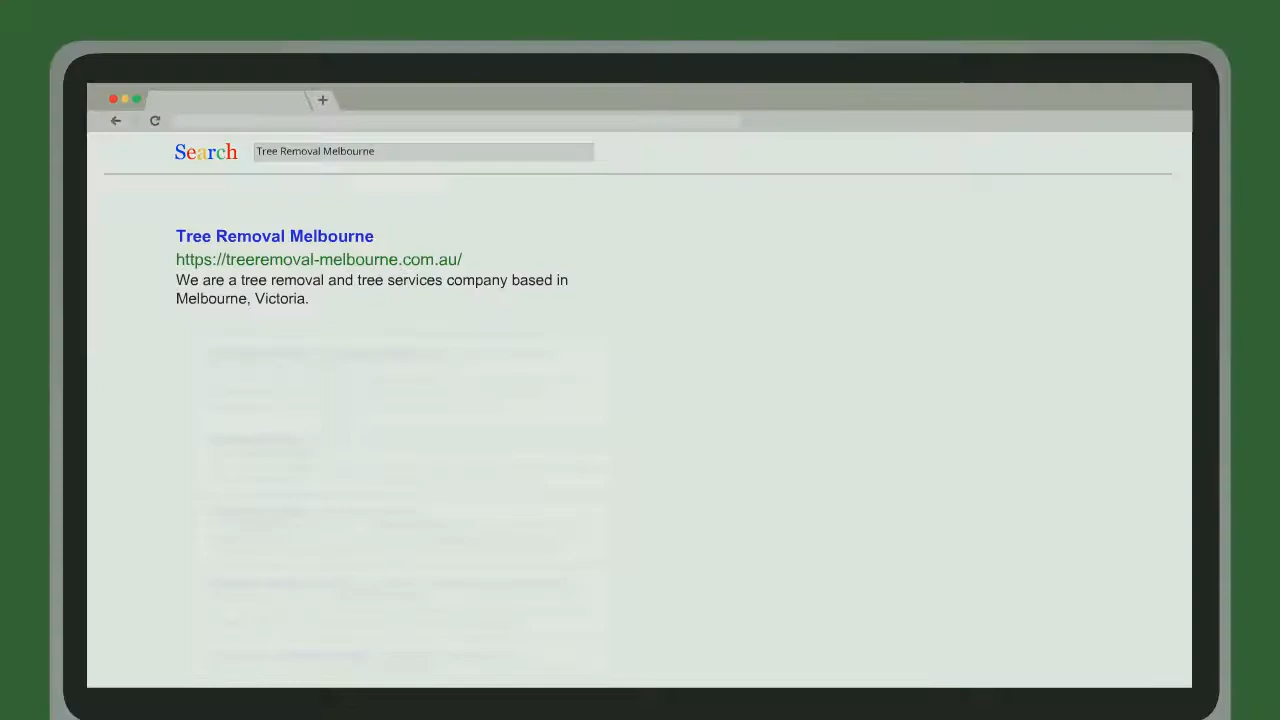 Search Tree Removal Melbourne
Tree Removal Melbourne
https://treeremoval-melbourne.com.au/
We are a tree removal and tree services company based in
Melbourne, Victoria.